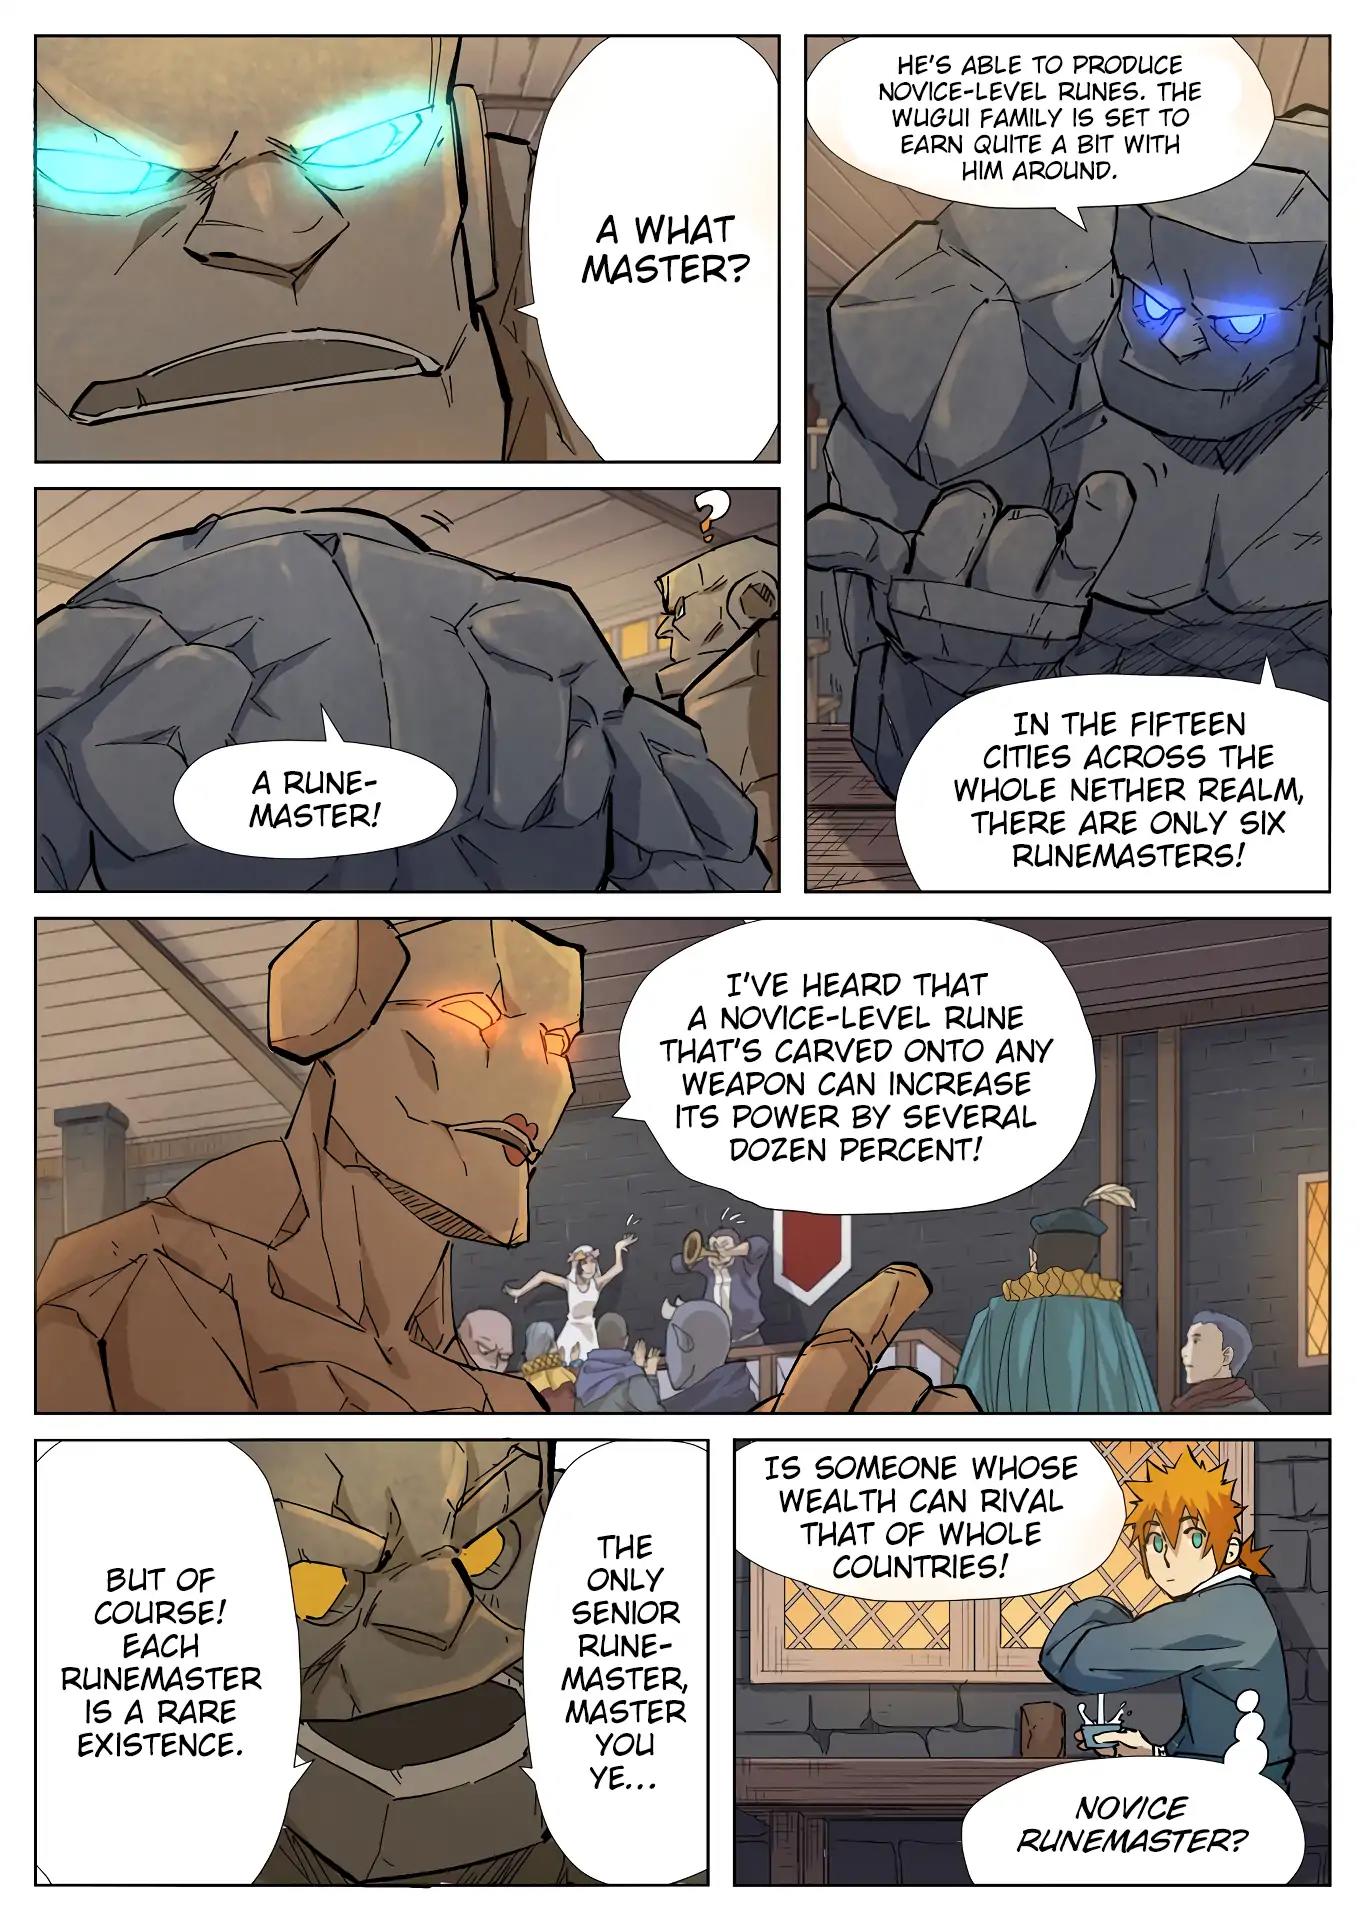 A WHAT
MASTER?
A RUNE-
MASTER!
HE'S ABLE TO PRODUCE
NOVICE-LEVEL RUNES. THE
WUGUI FAMILY IS SET TO
EARN QUITE A BIT WITH
HIM AROUND.
IN THE FIFTEEN
CITIES ACROSS THE
WHOLE NETHER REALM,
THERE ARE ONLY SIX
RUNEMASTERS!
I'VE HEARD THAT
A NOVICE-LEVEL RUNE
THAT'S CARVED ONTO ANY
WEAPON CAN INCREASE
ITS POWER BY SEVERAL
DOZEN PERCENT!
BUT OF
COURSE!
EACH
RUNEMASTER
IS A RARE
EXISTENCE.
THE
ONLY
SENIOR
RUNE-
MASTER,
MASTER
YOU
YE...
IS SOMEONE WHOSE
WEALTH CAN RIVAL
THAT OF WHOLE
COUNTRIES!
NOVICE
RUNEMASTER?